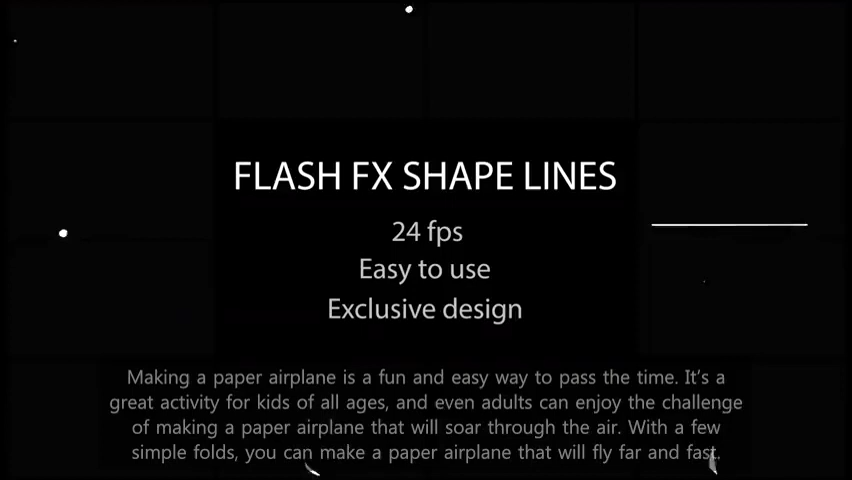 FLASH FX SHAPE LINES
24 fps
Easy to use
Exclusive design
Making a paper airplane is a fun and easy way to pass the time. It's a
great activity for kids of all ages, and even adults can enjoy the challenge
of making a paper airplane that will soar through the air. With a few
simple folds, you can make a paper airplane that will fly far and fast.